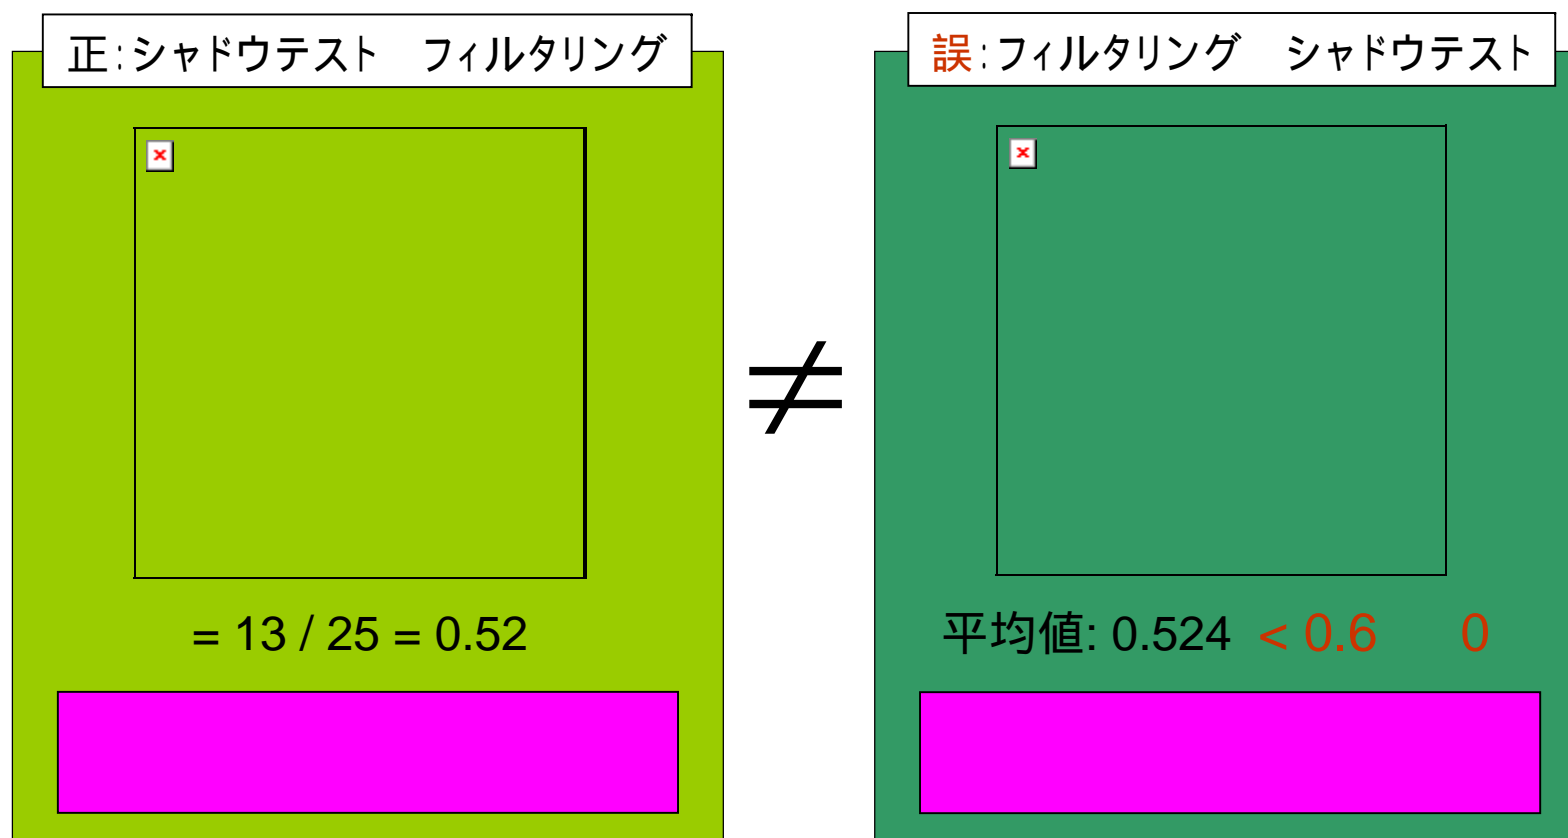 正:シャドウテスト　フィルタリング
= 13 / 25 = 0.52
≠
誤:フィルタリング　シャドウテスト
平均値: 0.524 < 0.6　0